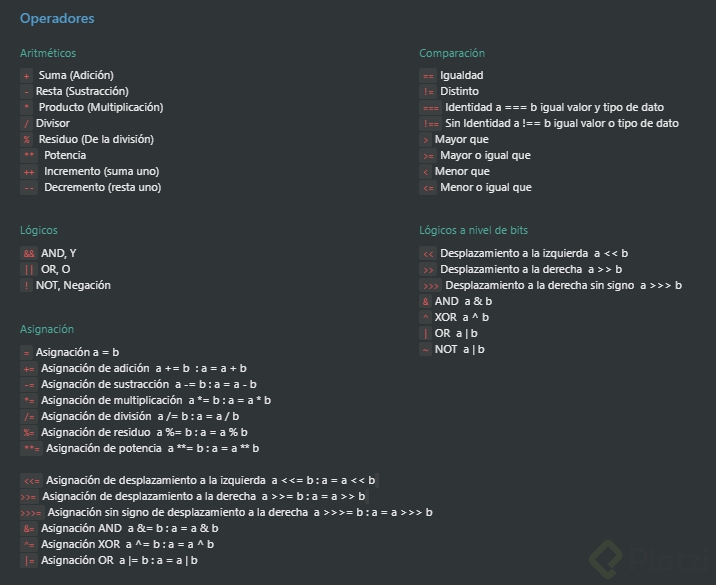 Operadores
Aritméticos
+ Suma (Adición)
- Resta (Sustracción)
* Producto (Multiplicación)
/ Divisor
% Residuo (De la división)
** Potencia
++ Incremento (suma uno)
-- Decremento (resta uno)
Comparación
== Igualdad
!= Distinto
=== Identidad a === b igual valor y tipo de dato
!== Sin Identidad a !== b igual valor o tipo de dato
> Mayor que
>= Mayor o igual que
< Menor que
<= Menor o igual que
Lógicos
&& AND, Y
|| OR, O
! NOT, Negación
Lógicos a nivel de bits
<< Desplazamiento a la izquierda a << b
>> Desplazamiento a la derecha a >> b
>>> Desplazamiento a la derecha sin signo a >>> b
& AND a & b
^ XOR a ^ b
| OR a | b
~ NOT a | b
Asignación
= Asignación a = b
+= Asignación de adición a += b : a = a + b
-= Asignación de sustracción a -= b : a = a - b
*= Asignación de multiplicación a *= b : a = a * b
/= Asignación de división a /= b : a = a / b
%= Asignación de residuo a %= b : a = a % b
**= Asignación de potencia a **= b : a = a ** b
<<= Asignación de desplazamiento a la izquierda a <<= b : a = a << b
>>= Asignación de desplazamiento a la derecha a >>= b : a = a >> b
>>>= Asignación sin signo de desplazamiento a la derecha a >>>= b : a = a >>> b
&= Asignación AND a &= b : a = a & b
^= Asignación XOR a ^= b : a = a ^ b
|= Asignación OR a |= b : a = a | b
Platzi